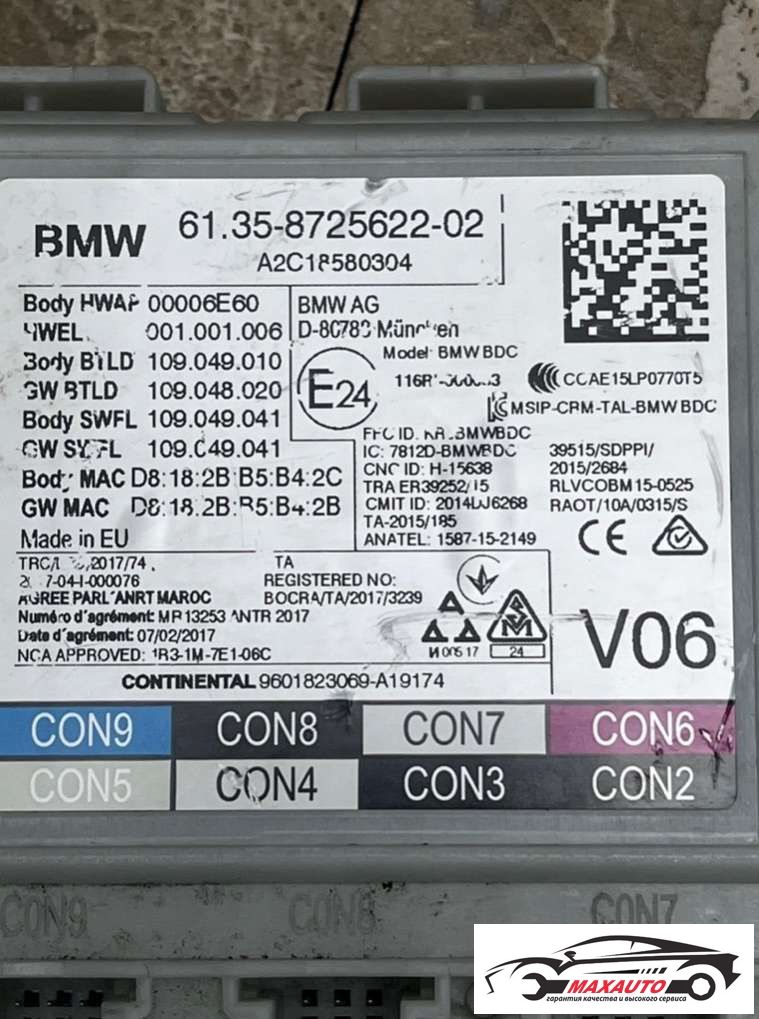 BMW 61.35-8725622-02
A2C18580304
Body HWAP 00006E60
HWEL 001.001.006
Body BTLD 109.049.010
GW BTLD 109.048.020
Body SWFL 109.049.041
GW SWFL 109.049.041
Body MAC D8:18:2B:B5:B4:2C
GW MAC D8:18:2B:B5:B4:2B
Made in EU
BMW AG
München
Model: BMW BDC
E24
CCAE15LP0770T5
MSIP-CRM-TAL-BMW BDC
FCC ID:
IC: 7812D-BMWBDC
CNC ID: H-15638
TRA ER39252/15
CMIT ID: 2014DJ6268
TA-2015/185
ANATEL: 1587-15-2149
39515/SDPPI/
2015/2684
RLVCOBM15-0525
RAOT/10A/0315/S
CE
2017/74
AGREE PAR L'ANRT MAROC
Numéro d'agrément: MR 13253 ANTR 2017
Date d'agrément: 07/02/2017
NCA APPROVED: 1R3-1M-7E1-06C
TA
REGISTERED NO:
BOCRA/TA/2017/3239
24
V06
CONTINENTAL 9601823069-A19174
CON9 CON8 CON7 CON6
CON5 CON4 CON3 CON2
CON9 CON8 CON7
MAXAUTO
гарантия качества и высокого сервиса